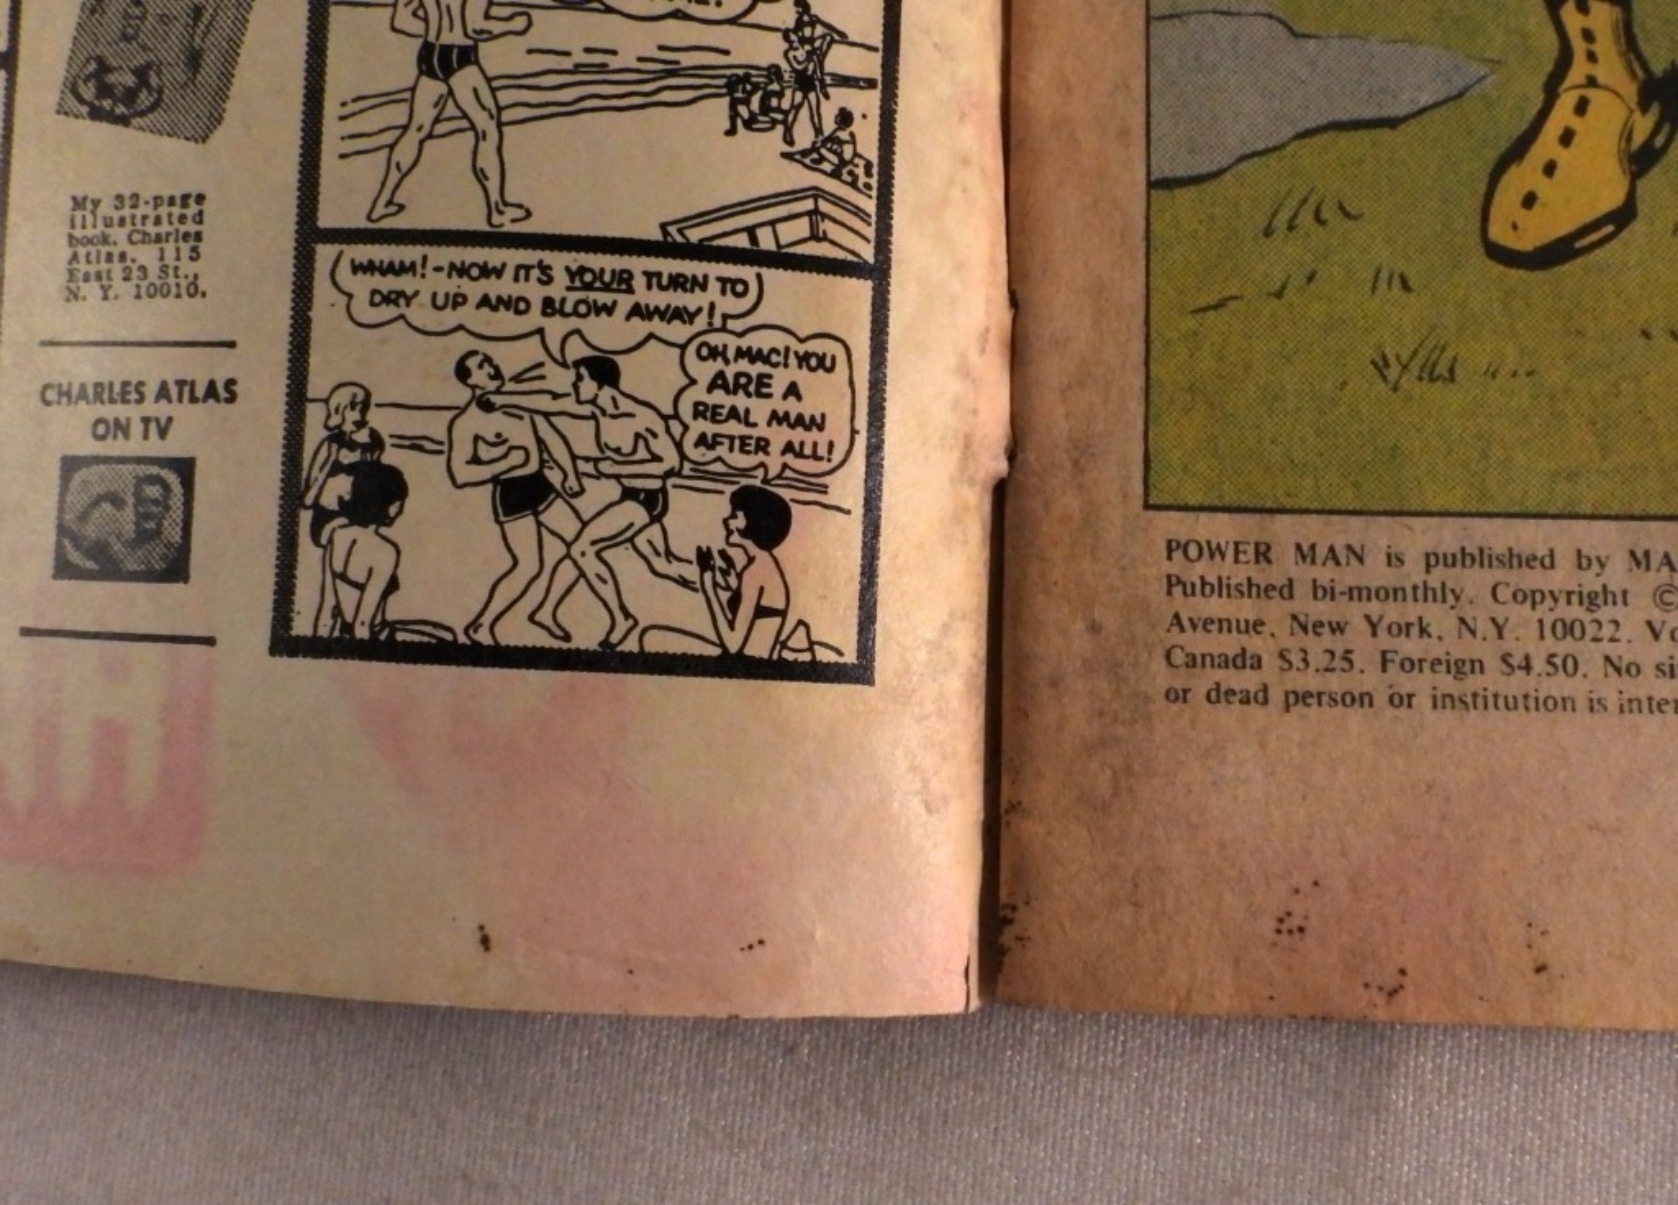 My 32-page
illustrated
book. Charles
Atlas, 115
East 23 St.,
N. Y. 10010.
CHARLES ATLAS
ON TV
WHAM!-NOW IT'S YOUR TURN TO
DRY UP AND BLOW AWAY!
OH, MAC! YOU
ARE A
REAL MAN
AFTER ALL!
POWER MAN is published by MA
Published bi-monthly. Copyright ©
Avenue, New York, N.Y. 10022. Vo
Canada $3.25. Foreign $4.50. No si
or dead person or institution is inte